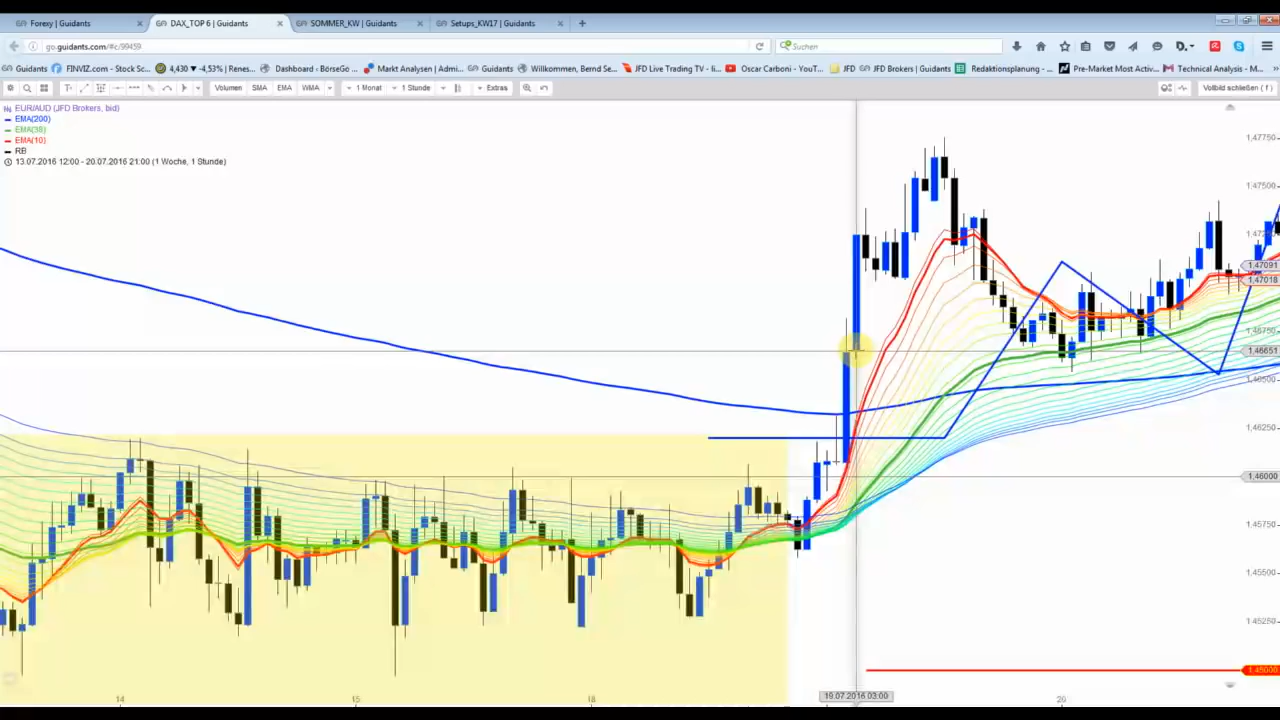 Forexy | Guidants
DAX_TOP 6 | Guidants
SOMMER_KW | Guidants
Setups_KW17 | Guidants
go.guidants.com/#c/99459
Suchen
Guidants
FINVIZ.com - Stock Sc...
4,430 ▼ -4,53% | Renes...
Dashboard - BörseGo ...
Markt Analysen | Admi...
Guidants
Willkommen, Bernd Se...
JFD Live Trading TV - li...
Oscar Carboni - YouT...
JFD
JFD Brokers | Guidants
Redaktionsplanung - ...
Pre-Market Most Activ...
Technical Analysis - M...
Volumen
SMA
EMA
WMA
1 Monat
1 Stunde
Extras
Vollbild schließen ( f )
EUR/AUD (JFD Brokers, bid)
EMA(200)
EMA(38)
EMA(10)
RB
13.07.2016 12:00 - 20.07.2016 21:00 (1 Woche, 1 Stunde)
1,47750
1,47500
1,47091
1,47018
1,46750
1,46651
1,46500
1,46250
1,46000
1,45750
1,45500
1,45250
1,45000
14
15
18
19.07.2016 03:00
20